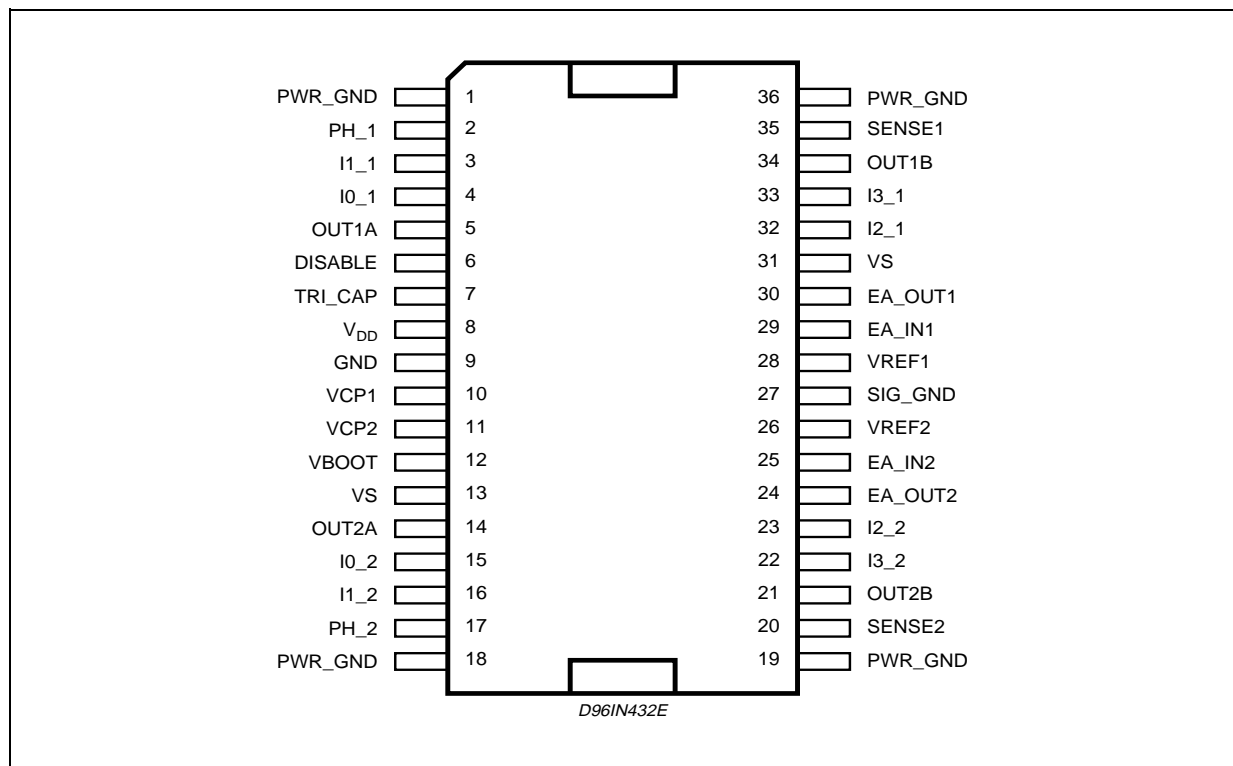 PWR_GND 1 36 PWR_GND
PH_1 2 35 SENSE1
I1_1 3 34 OUT1B
I0_1 4 33 I3_1
OUT1A 5 32 I2_1
DISABLE 6 31 VS
TRI_CAP 7 30 EA_OUT1
VDD 8 29 EA_IN1
GND 9 28 VREF1
VCP1 10 27 SIG_GND
VCP2 11 26 VREF2
VBOOT 12 25 EA_IN2
VS 13 24 EA_OUT2
OUT2A 14 23 I2_2
I0_2 15 22 I3_2
I1_2 16 21 OUT2B
PH_2 17 20 SENSE2
PWR_GND 18 19 PWR_GND
D96IN432E